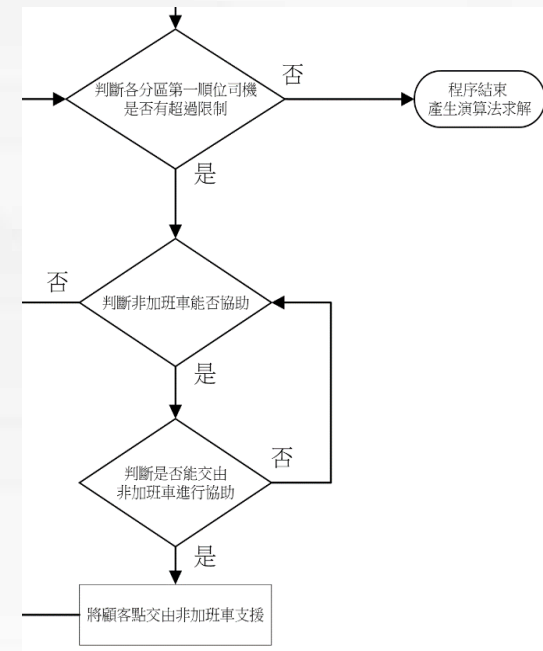 判斷各分區第一順位司機
是否有超過限制
否
程序結束
產生演算法求解
是
否
判斷非加班車能否協助
是
判斷是否能交由
非加班車進行協助
否
是
將顧客點交由非加班車支援